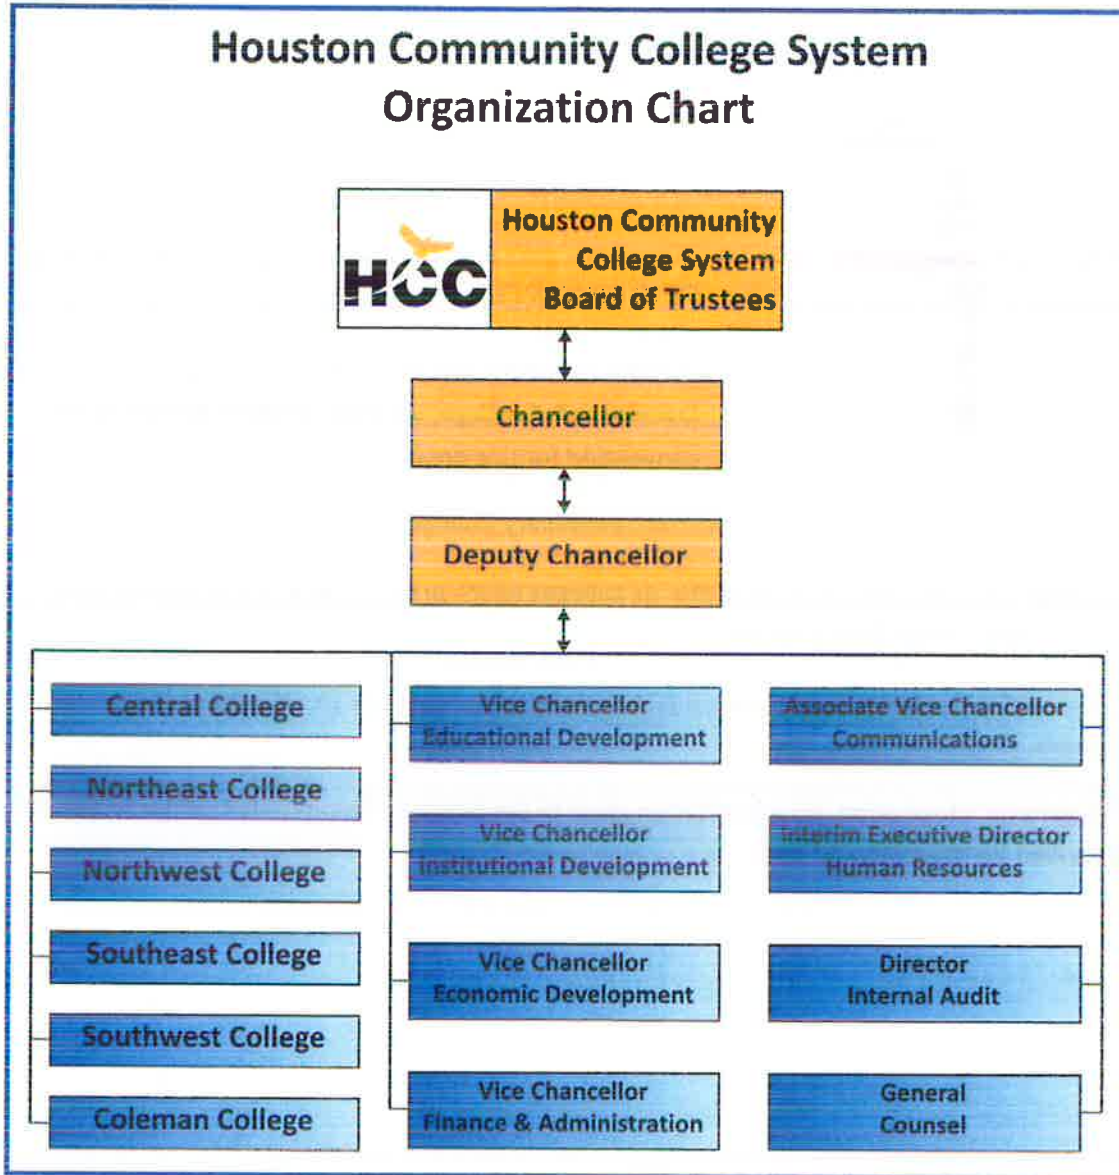 Houston Community College System
Organization Chart
HCC
Houston Community
College System
Board of Trustees
Chancellor
Deputy Chancellor
Central College
Northeast College
Northwest College
Southeast College
Southwest College
Coleman College
Vice Chancellor
Educational Development
Vice Chancellor
Institutional Development
Vice Chancellor
Economic Development
Vice Chancellor
Finance & Administration
Associate Vice Chancellor
Communications
Interim Executive Director
Human Resources
Director
Internal Audit
General
Counsel